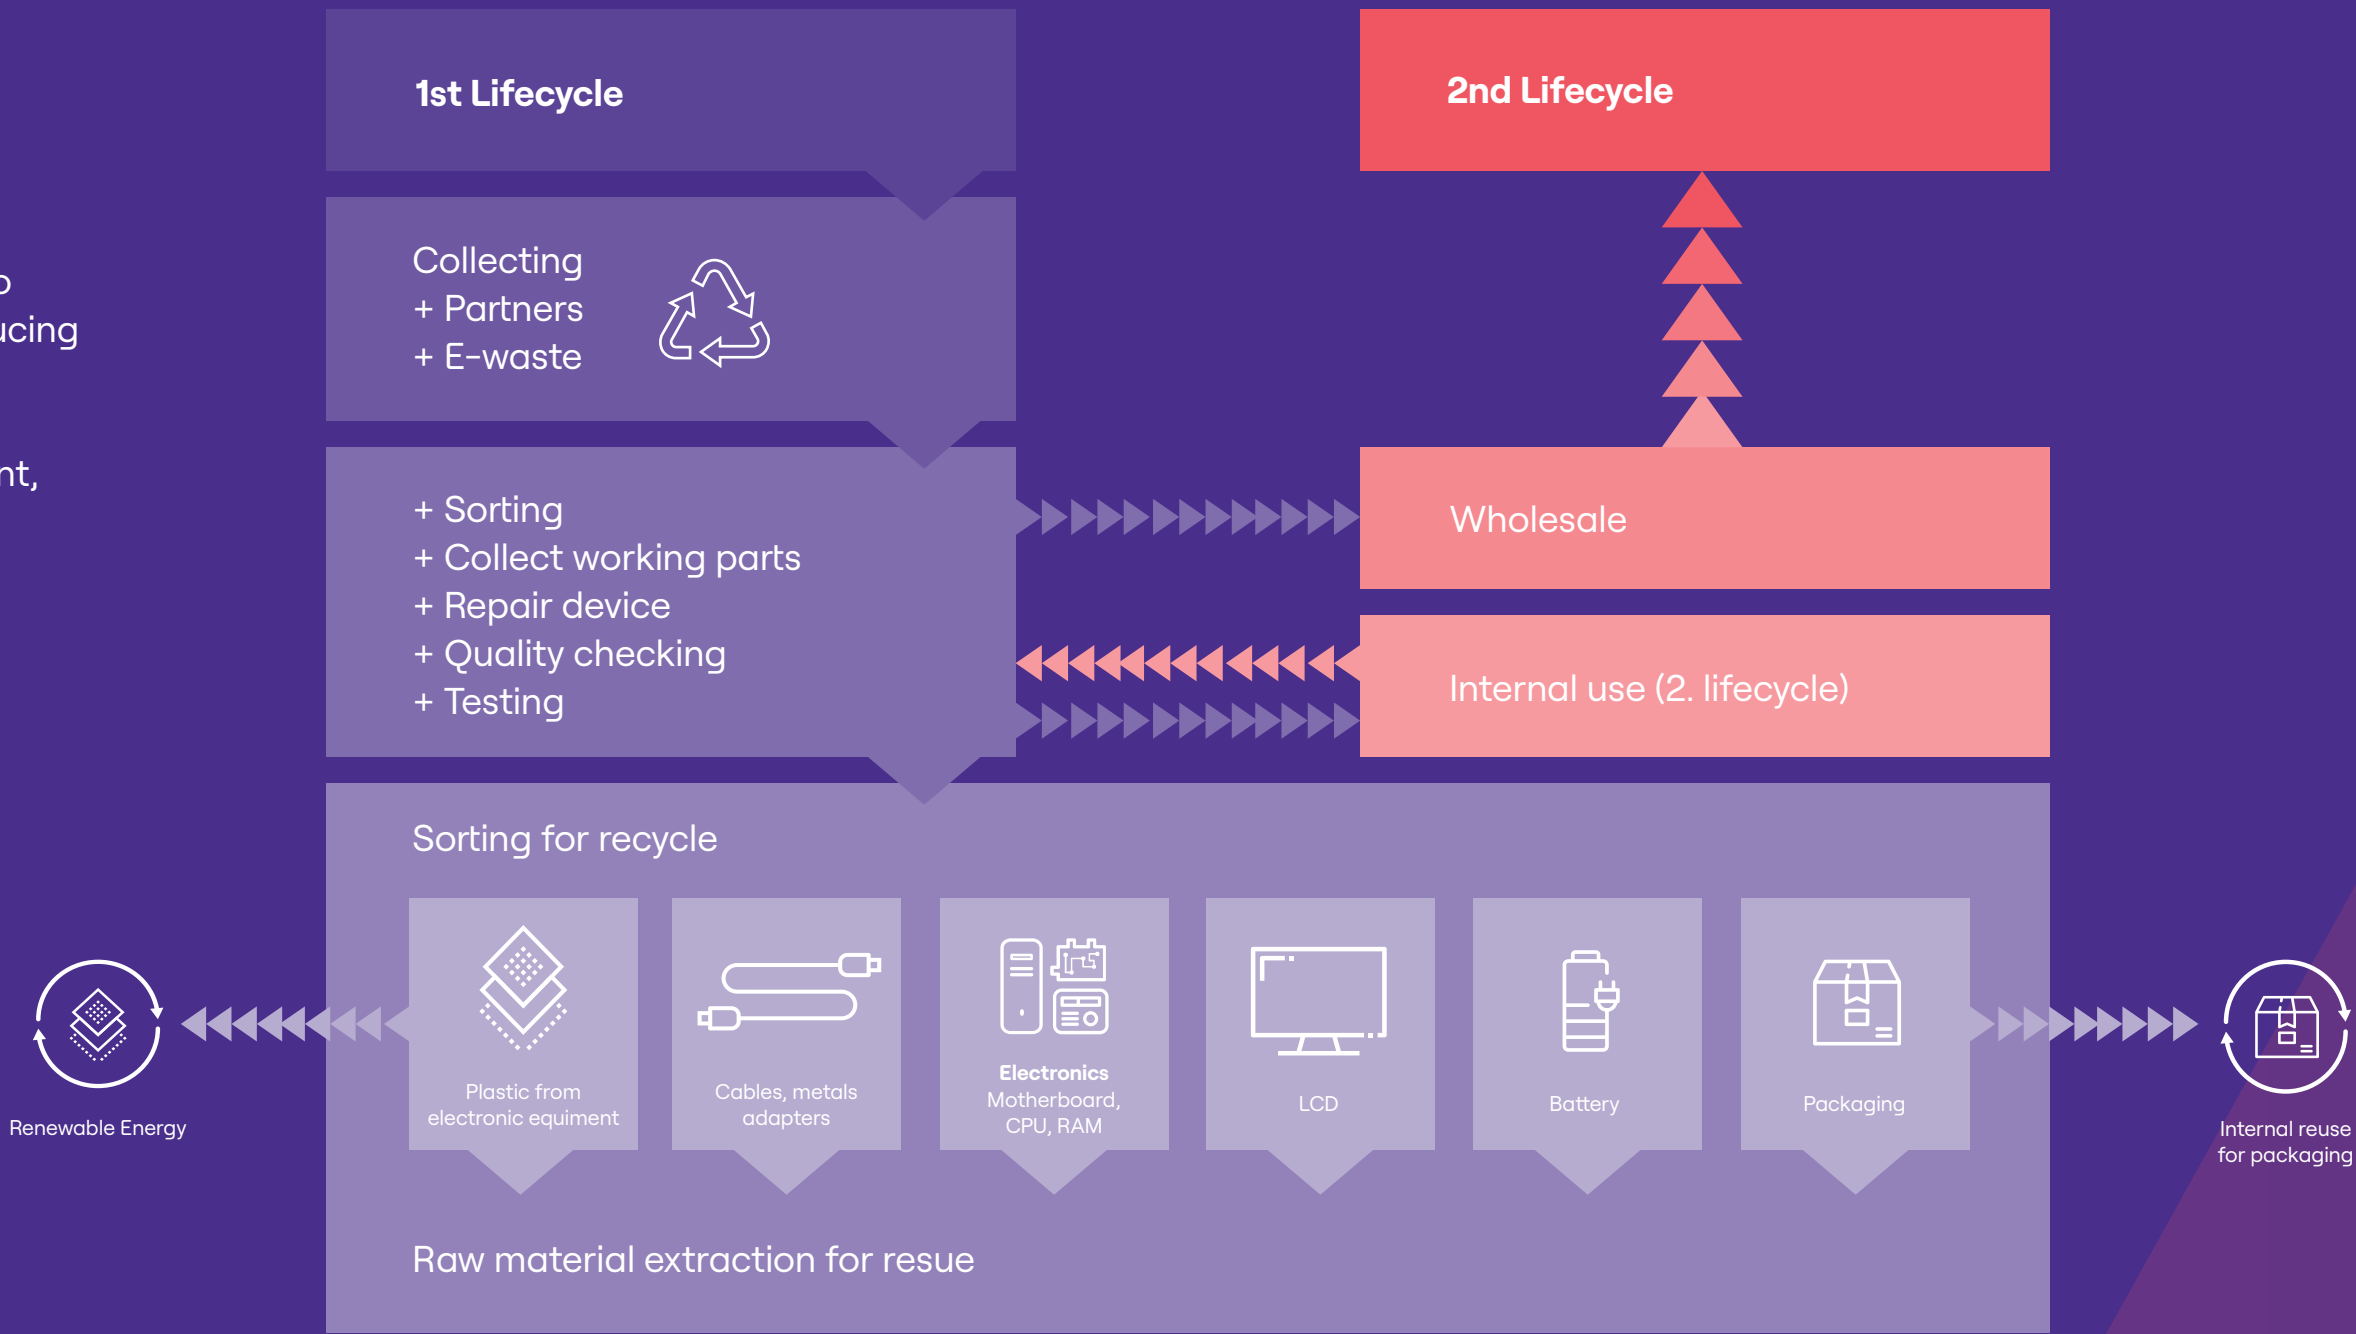 1st Lifecycle
2nd Lifecycle
Collecting
+ Partners
+ E-waste
nt,
+ Sorting
+ Collect working parts
+ Repair device
+ Quality checking
+ Testing
Wholesale
Internal use (2. lifecycle)
Sorting for recycle
Plastic from
electronic equiment
Cables, metals
adapters
Electronics
Motherboard,
CPU, RAM
LCD
Battery
Packaging
Renewable Energy
Internal reuse
for packaging
Raw material extraction for resue